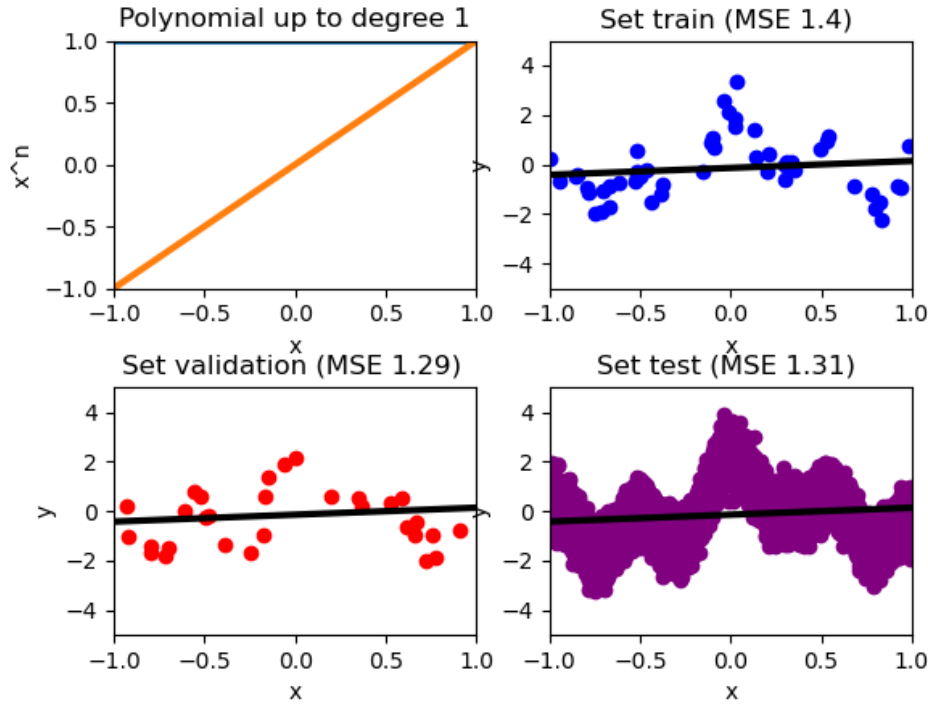 Polynomial up to degree 1
1.0
0.5
0.0
−0.5
−1.0
x^n
−1.0 −0.5 0.0 0.5 1.0
x
Set train (MSE 1.4)
4
2
0
−2
−4
y
−1.0 −0.5 0.0 0.5 1.0
x
Set validation (MSE 1.29)
4
2
0
−2
−4
y
−1.0 −0.5 0.0 0.5 1.0
x
Set test (MSE 1.31)
4
2
0
−2
−4
y
−1.0 −0.5 0.0 0.5 1.0
x